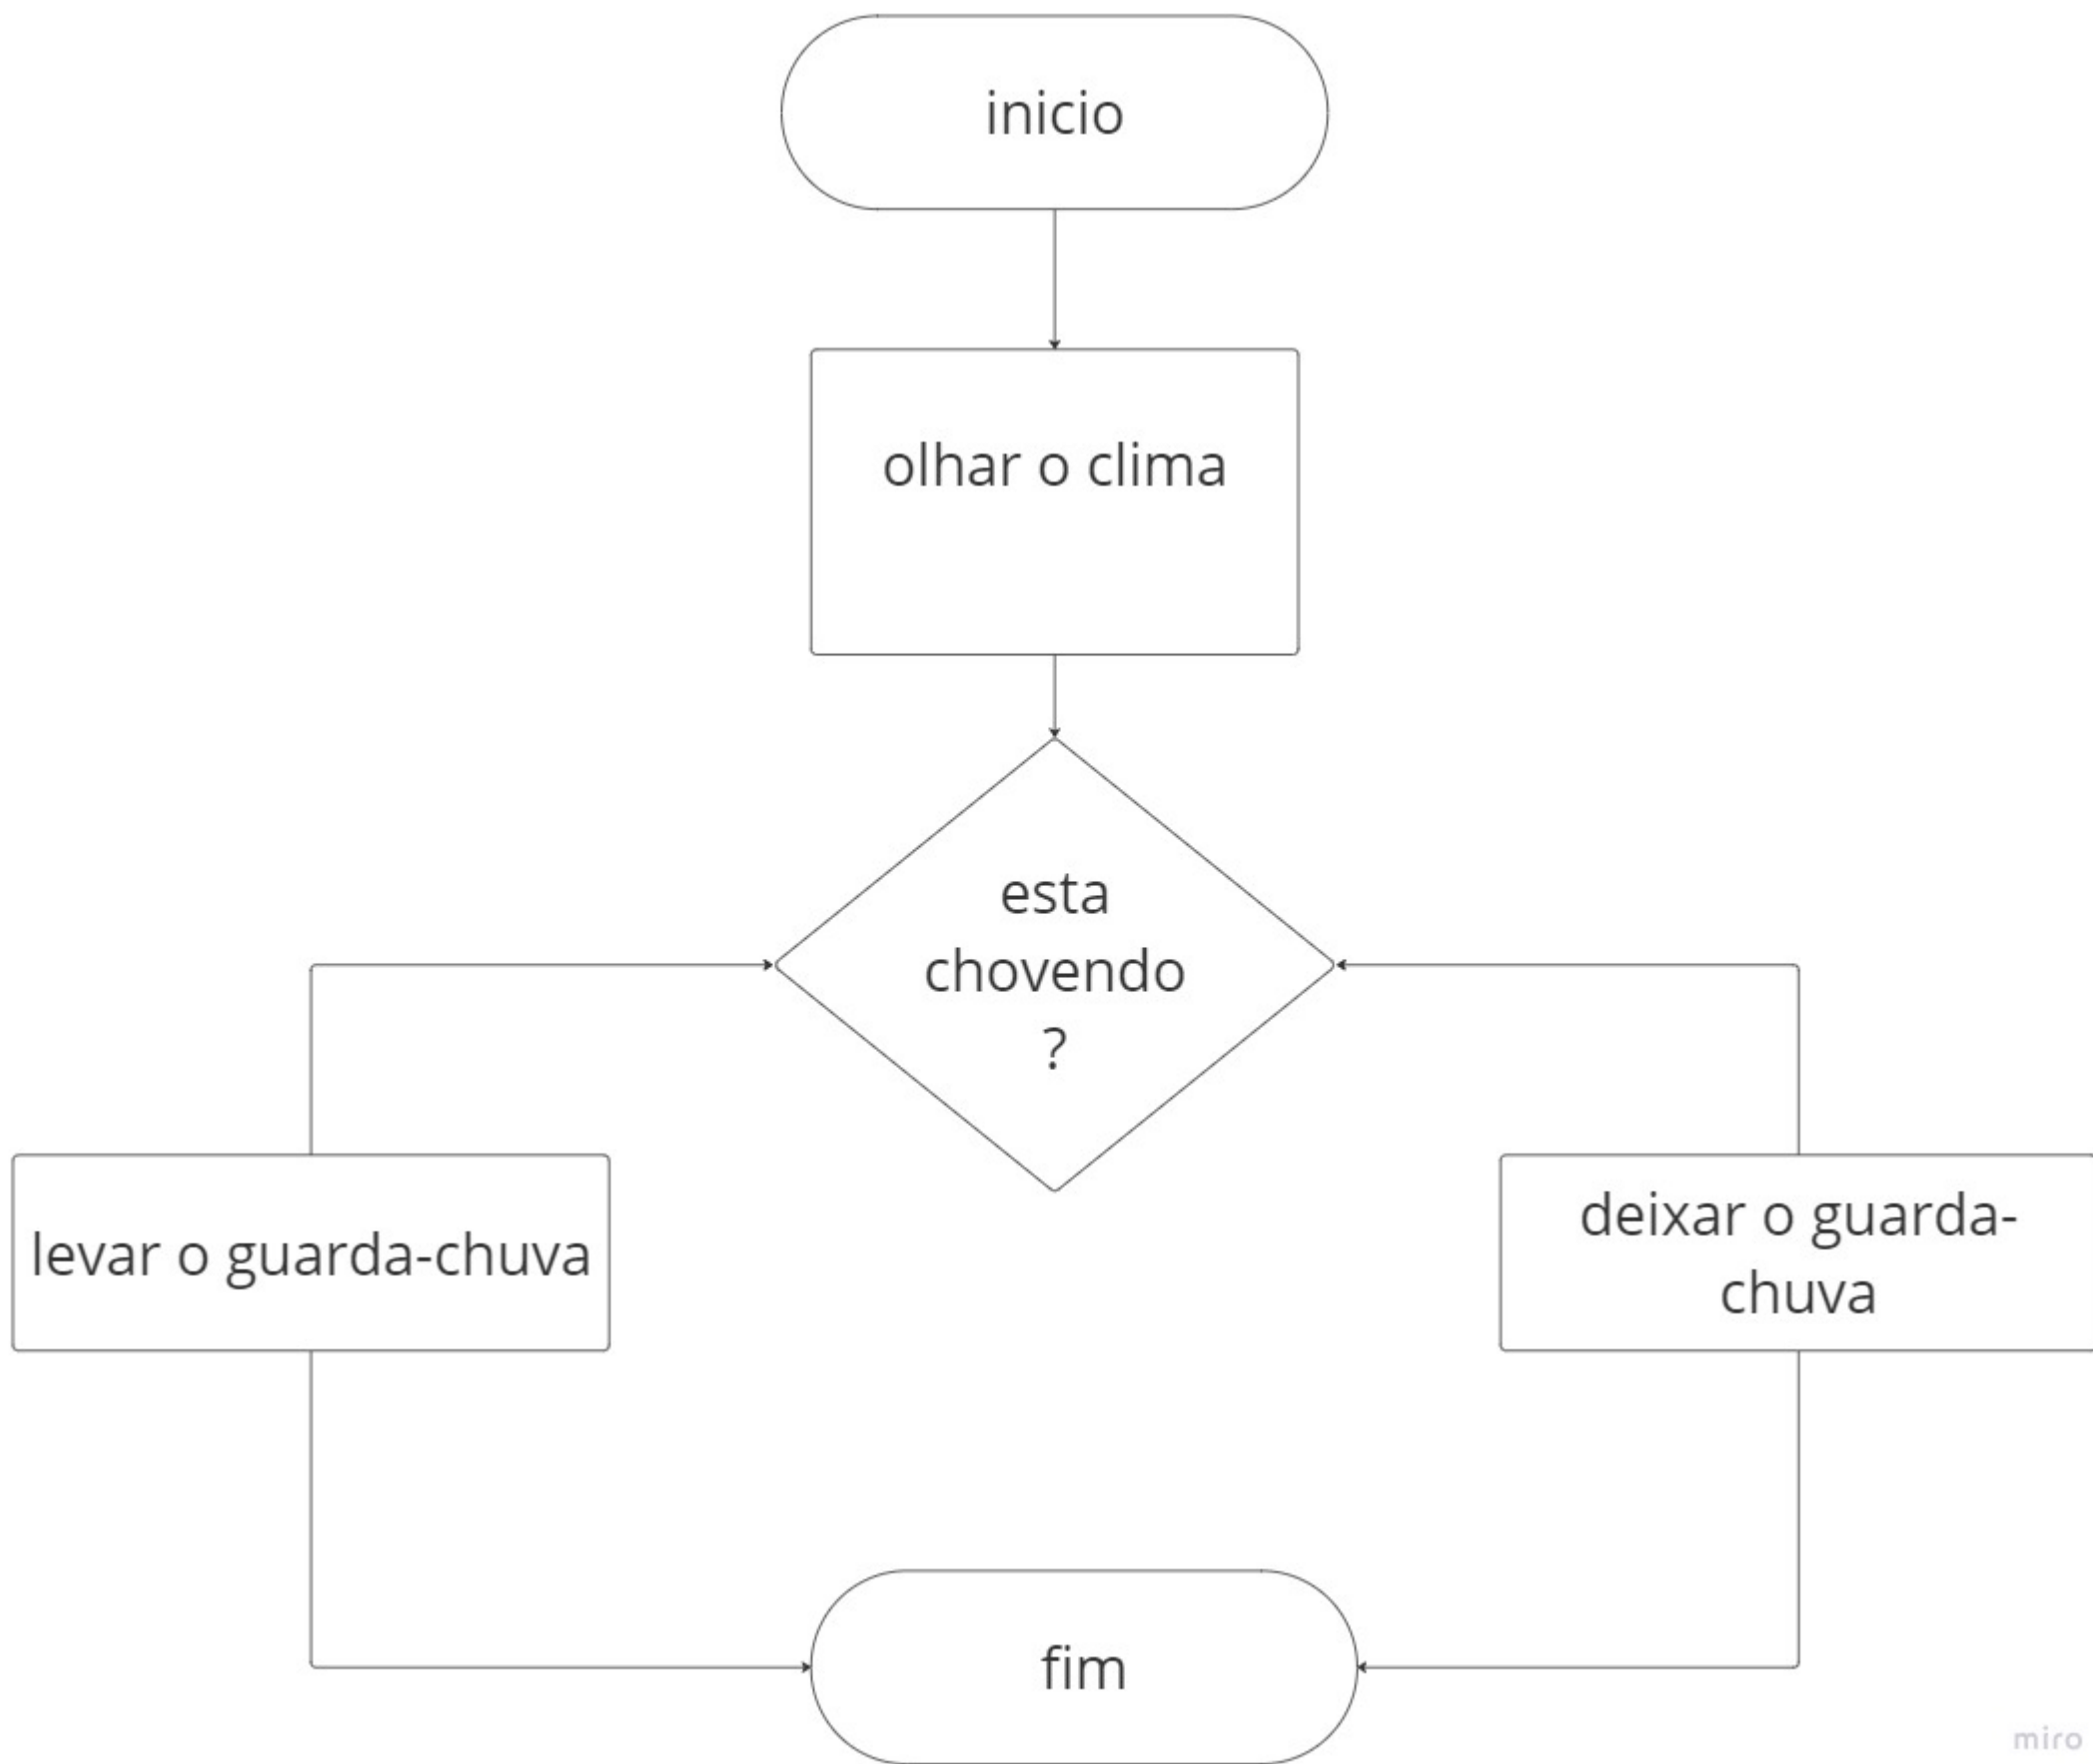 inicio
olhar o clima
esta
chovendo
?
levar o guarda-chuva
deixar o guarda-
chuva
fim
miro